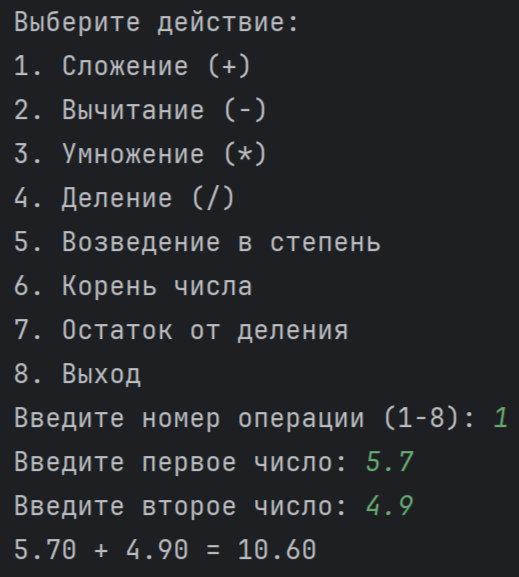 Выберите действие:
1. Сложение (+)
2. Вычитание (-)
3. Умножение (*)
4. Деление (/)
5. Возведение в степень
6. Корень числа
7. Остаток от деления
8. Выход
Введите номер операции (1-8): 1
Введите первое число: 5.7
Введите второе число: 4.9
5.70 + 4.90 = 10.60